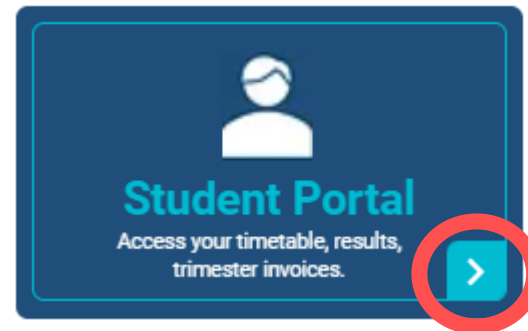 Student Portal
Access your timetable, results,
trimester invoices.